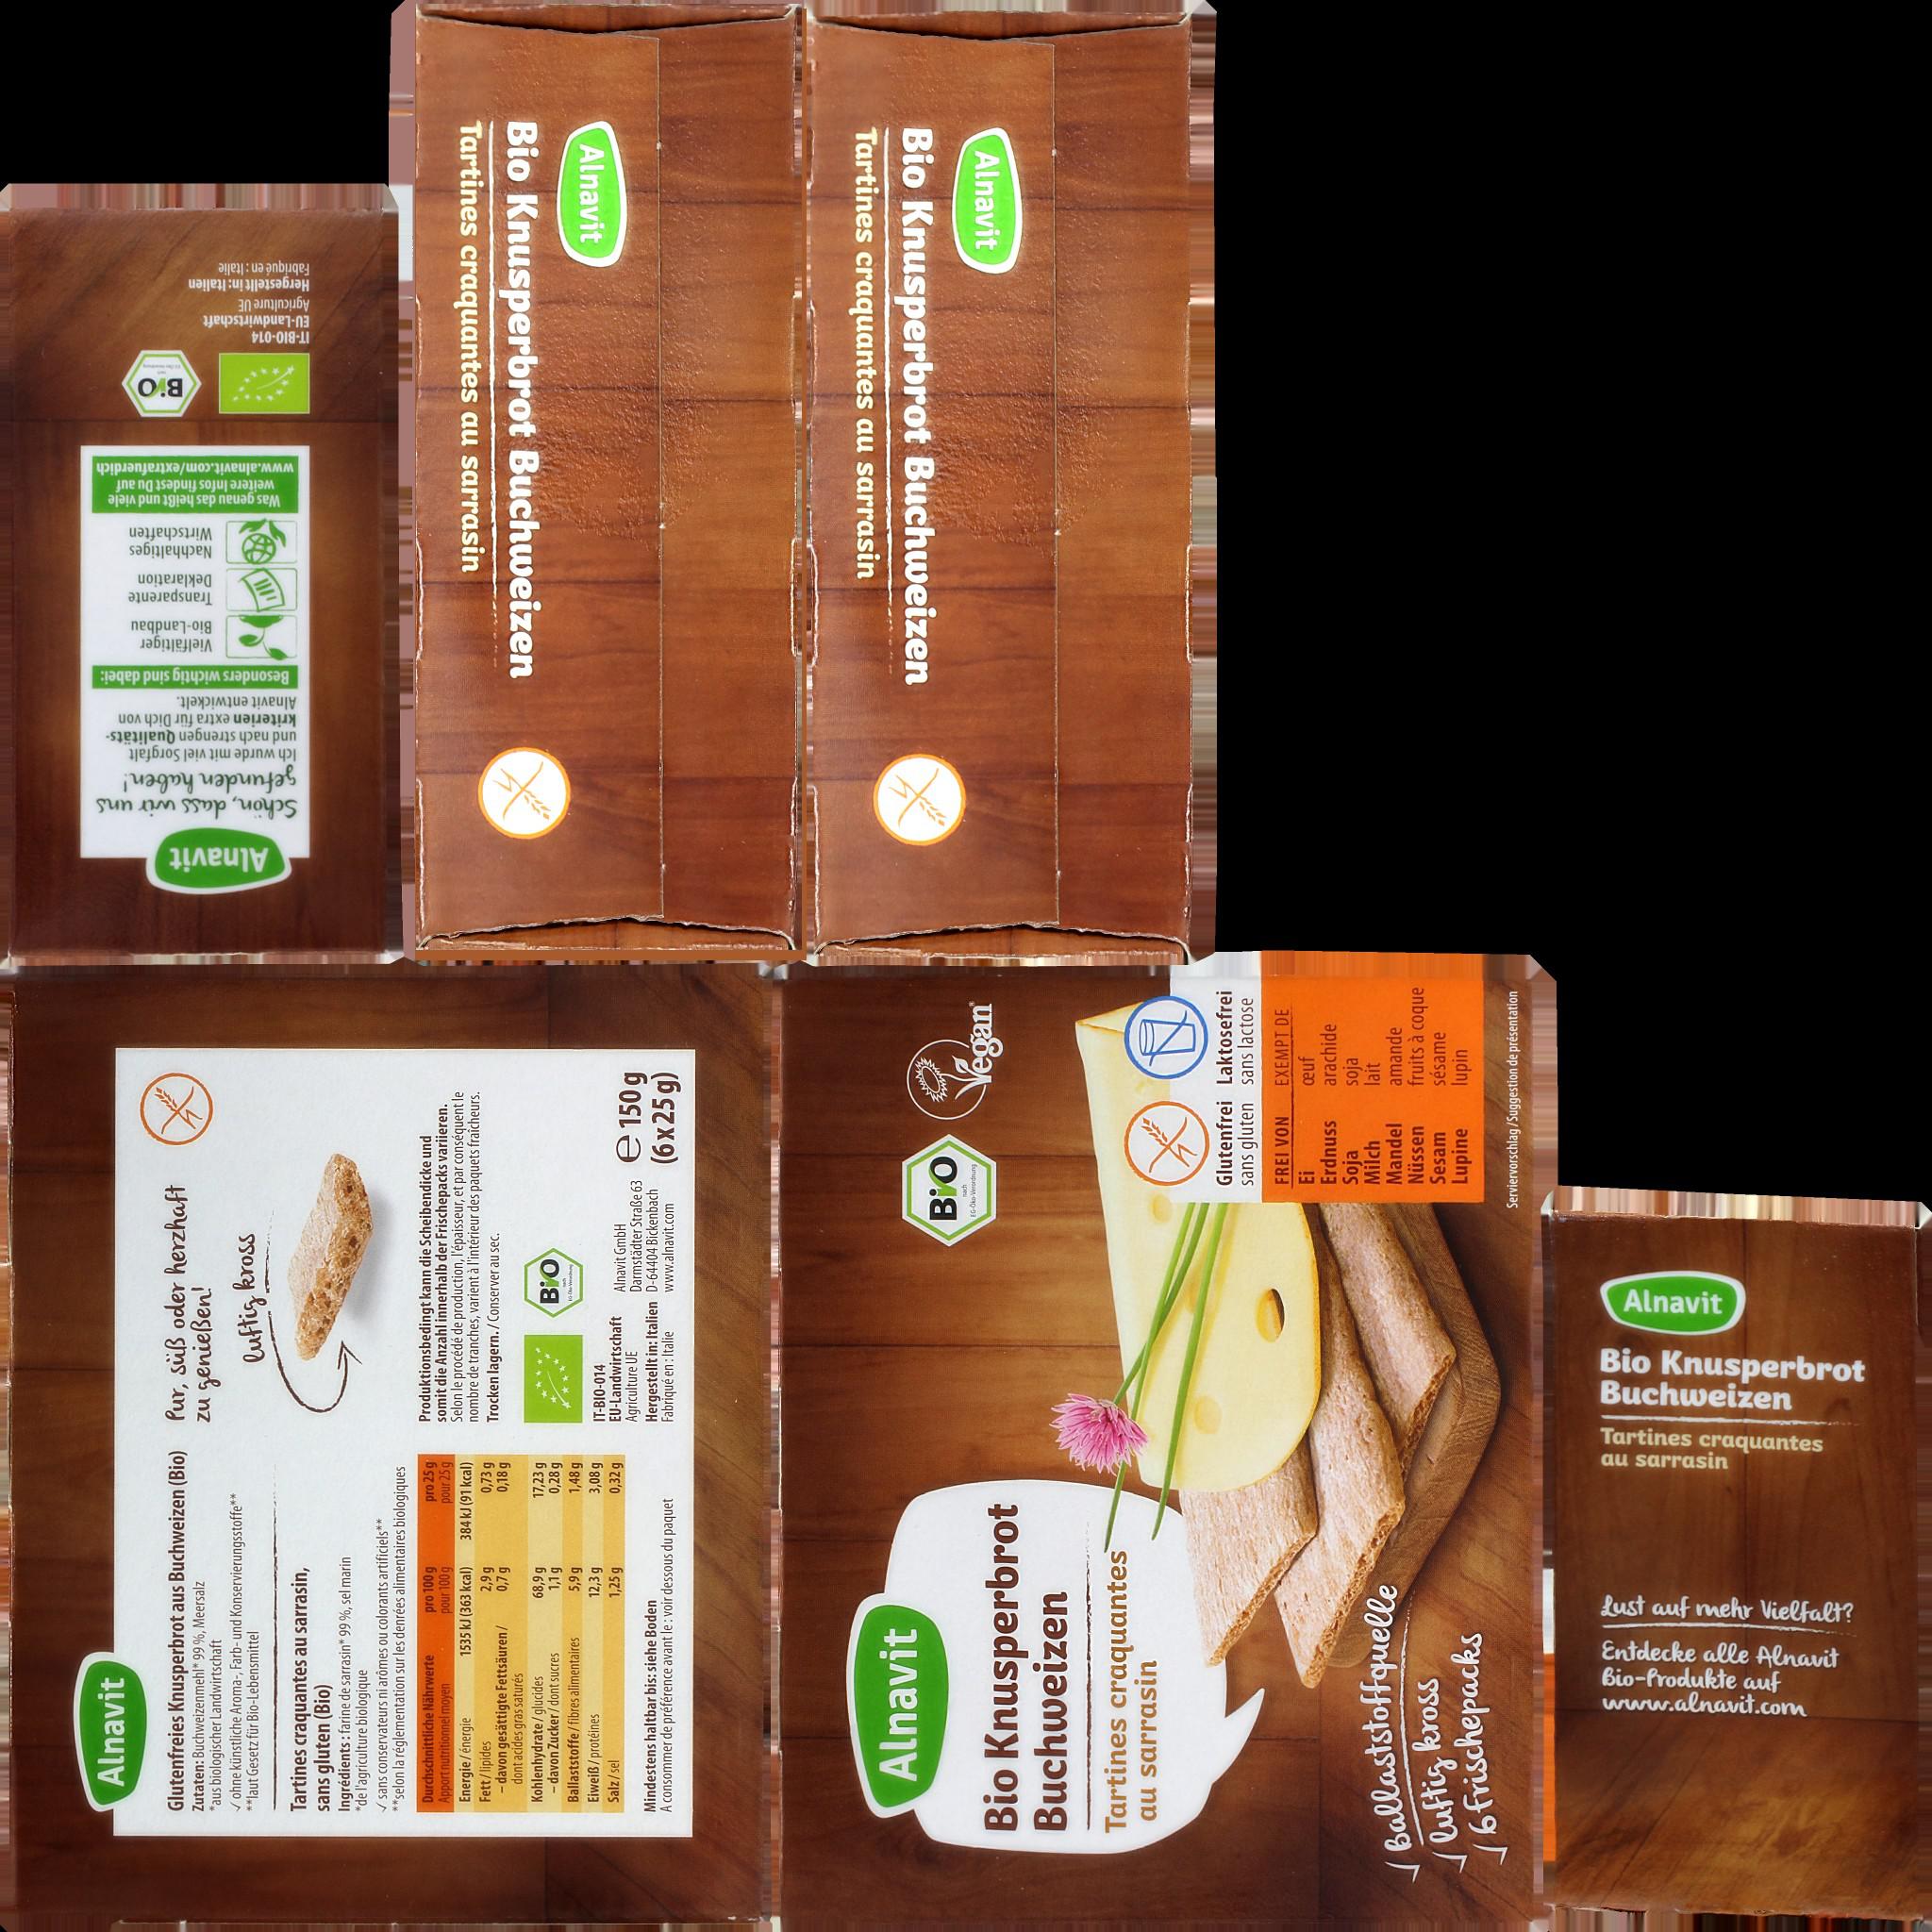 Alnavit
Schön, dass wir uns
gefunden haben!
Ich wurde mit viel Sorgfalt
und nach strengen Qualitäts-
kriterien extra für Dich von
Alnavit entwickelt.
Besonders wichtig sind dabei:
Vielfältiger
Bio-Landbau
Transparente
Deklaration
Nachhaltiges
Wirtschaften
Was genau das heißt und viele
weitere Infos findest Du auf
www.alnavit.com/extrafuerdich
Bio
nach
EG-Öko-Verordnung
IT-BIO-014
EU-Landwirtschaft
Agriculture UE
Hergestellt in: Italien
Fabriqué en : Italie
Alnavit
Bio Knusperbrot Buchweizen
Tartines craquantes au sarrasin
Alnavit
Bio Knusperbrot Buchweizen
Tartines craquantes au sarrasin
Alnavit
Glutenfreies Knusperbrot aus Buchweizen (Bio)
Zutaten: Buchweizenmehl* 99 %, Meersalz
*aus biologischer Landwirtschaft
✓ ohne künstliche Aroma-, Farb- und Konservierungsstoffe**
**laut Gesetz für Bio-Lebensmittel
Tartines craquantes au sarrasin,
sans gluten (Bio)
Ingrédients : farine de sarrasin* 99 %, sel marin
*de l'agriculture biologique
✓ sans conservateurs ni arômes ou colorants artificiels**
**selon la réglementation sur les denrées alimentaires biologiques
Durchschnittliche Nährwerte pro 100 g pro 25 g
Apport nutritionnel moyen pour 100 g pour 25 g
Energie / énergie 1535 kJ (363 kcal) 384 kJ (91 kcal)
Fett / lipides 2,9 g 0,73 g
– davon gesättigte Fettsäuren / 0,7 g 0,18 g
dont acides gras saturés
Kohlenhydrate / glucides 68,9 g 17,23 g
– davon Zucker / dont sucres 1,1 g 0,28 g
Ballaststoffe / fibres alimentaires 5,9 g 1,48 g
Eiweiß / protéines 12,3 g 3,08 g
Salz / sel 1,25 g 0,32 g
Mindestens haltbar bis: siehe Boden
A consommer de préférence avant le : voir dessous du paquet
Pur, süß oder herzhaft
zu genießen!
luftig kross
Produktionsbedingt kann die Scheibendicke und
somit die Anzahl innerhalb der Frischepacks variieren.
Selon le procédé de production, l'épaisseur, et par conséquent le
nombre de tranches, varient à l'intérieur des paquets fraîcheurs.
Trocken lagern. / Conserver au sec.
Bio
nach
EG-Öko-Verordnung
IT-BIO-014
EU-Landwirtschaft
Agriculture UE
Hergestellt in: Italien
Fabriqué en : Italie
Alnavit GmbH
Darmstädter Straße 63
D-64404 Bickenbach
www.alnavit.com
℮ 150 g
(6 x 25 g)
Alnavit
Bio Knusperbrot
Buchweizen
Tartines craquantes
au sarrasin
✓ Ballaststoffquelle
✓ luftig kross
✓ 6 Frischepacks
Bio
nach
EG-Öko-Verordnung
Vegan
Glutenfrei
sans gluten
Laktosefrei
sans lactose
FREI VON EXEMPT DE
Ei œuf
Erdnuss arachide
Soja soja
Milch lait
Mandel amande
Nüssen fruits à coque
Sesam sésame
Lupine lupin
Serviervorschlag / Suggestion de présentation
Alnavit
Bio Knusperbrot
Buchweizen
Tartines craquantes
au sarrasin
Lust auf mehr Vielfalt?
Entdecke alle Alnavit
Bio-Produkte auf
www.alnavit.com